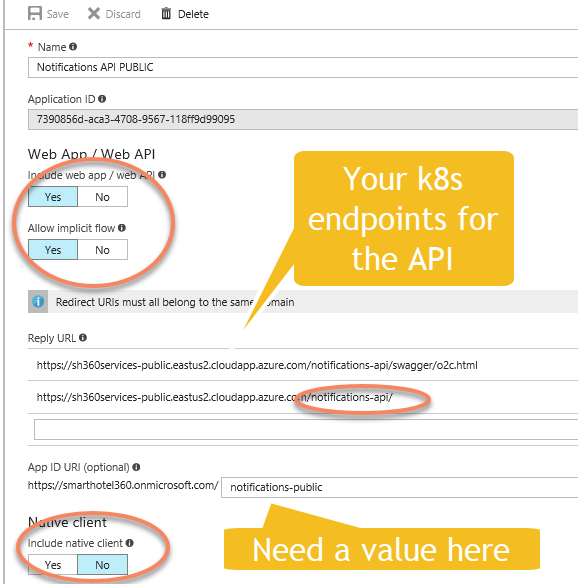 Save Discard Delete
* Name
Notifications API PUBLIC
Application ID
7390856d-aca3-4708-9567-118ff9d99095
Web App / Web API
Include web app / web API
Yes No
Allow implicit flow
Yes No
Your k8s
endpoints for
the API
Redirect URIs must all belong to the same domain
Reply URL
https://sh360services-public.eastus2.cloudapp.azure.com/notifications-api/swagger/o2c.html
https://sh360services-public.eastus2.cloudapp.azure.com/notifications-api/
App ID URI (optional)
https://smarthotel360.onmicrosoft.com/ notifications-public
Native client
Include native client
Yes No
Need a value here